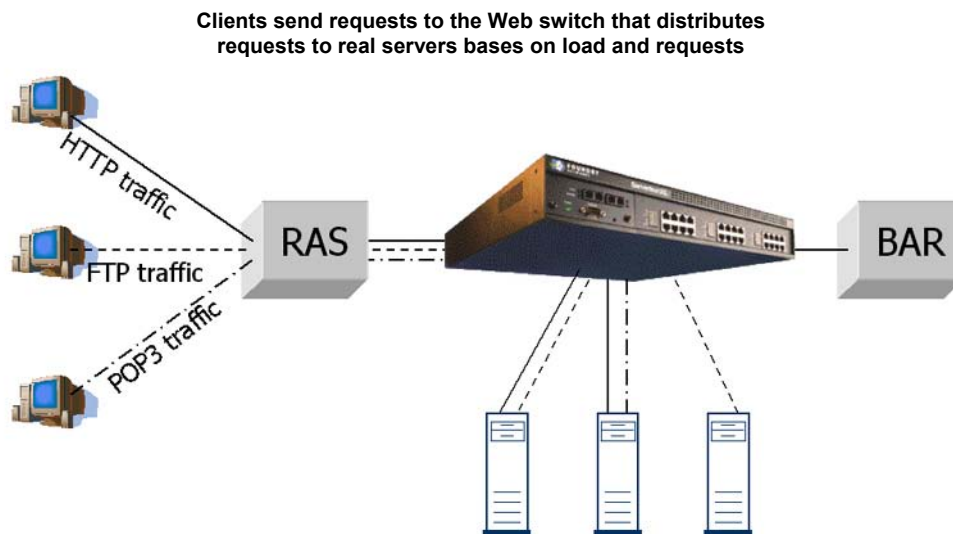 Clients send requests to the Web switch that distributes
requests to real servers bases on load and requests
HTTP traffic
FTP traffic
POP3 traffic
RAS
FOUNDRY
BAR